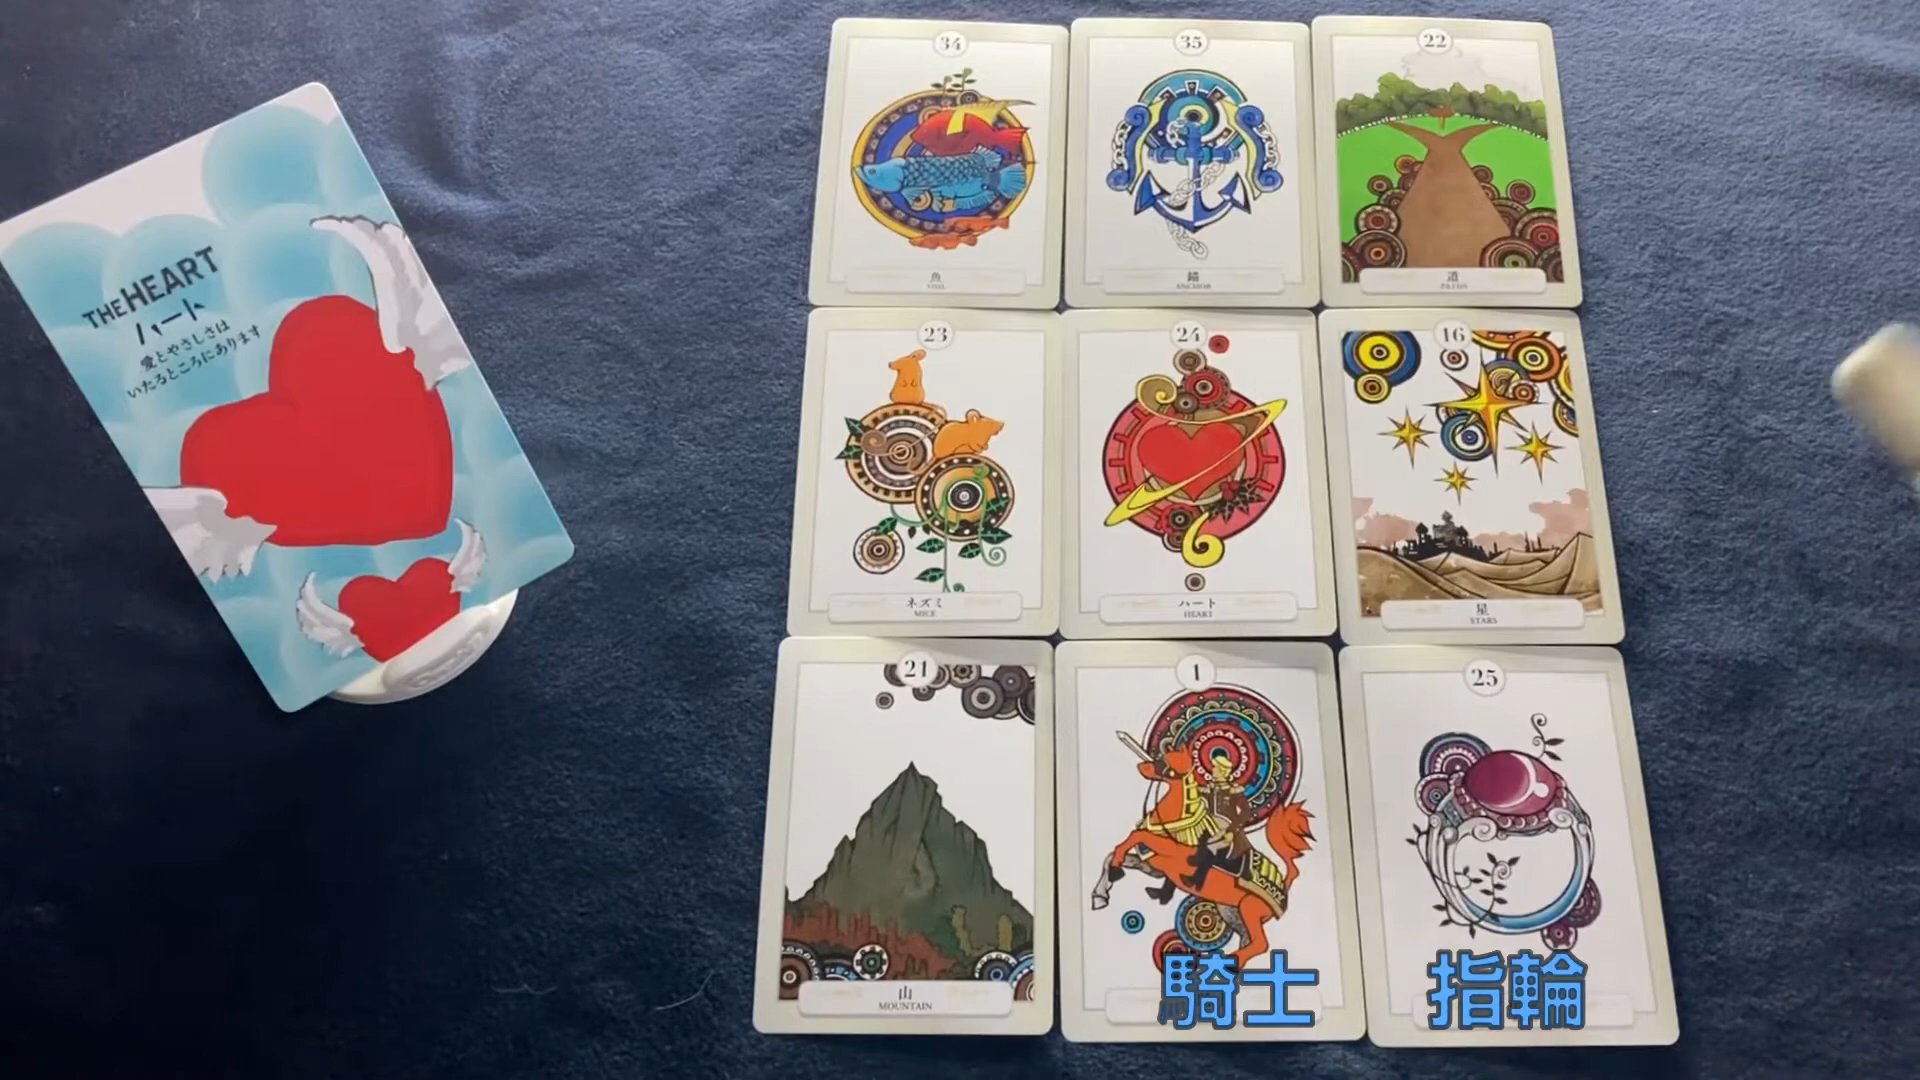 THE HEART
ハート
愛とやさしさは
いたるところにあります
34
魚
35
錨
ANCHOR
22
道
PATHS
23
ネズミ
MICE
24
ハート
HEART
16
星
STARS
21
山
MOUNTAIN
1
騎士
25
指輪